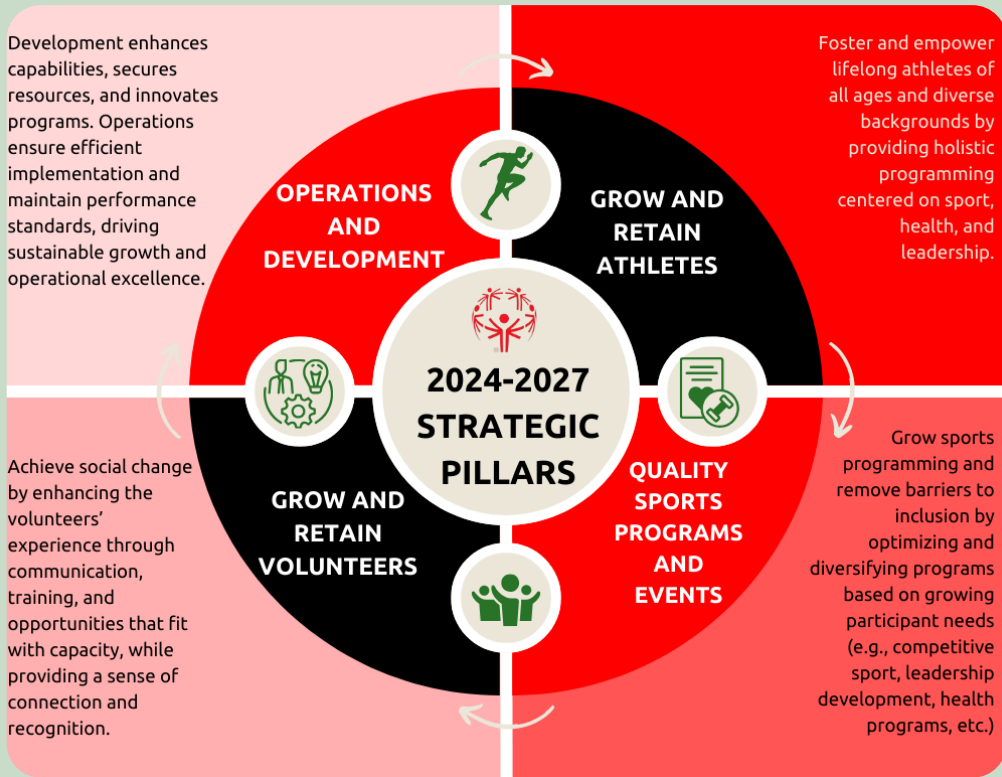 Development enhances
capabilities, secures
resources, and innovates
programs. Operations
ensure efficient
implementation and
maintain performance
standards, driving
sustainable growth and
operational excellence.
OPERATIONS
AND
DEVELOPMENT
GROW AND
RETAIN
ATHLETES
Foster and empower
lifelong athletes of
all ages and diverse
backgrounds by
providing holistic
programming
centered on sport,
health, and
leadership.
2024-2027
STRATEGIC
PILLARS
Achieve social change
by enhancing the
volunteers’
experience through
communication,
training, and
opportunities that fit
with capacity, while
providing a sense of
connection and
recognition.
GROW AND
RETAIN
VOLUNTEERS
QUALITY
SPORTS
PROGRAMS
AND
EVENTS
Grow sports
programming and
remove barriers to
inclusion by
optimizing and
diversifying programs
based on growing
participant needs
(e.g., competitive
sport, leadership
development, health
programs, etc.)